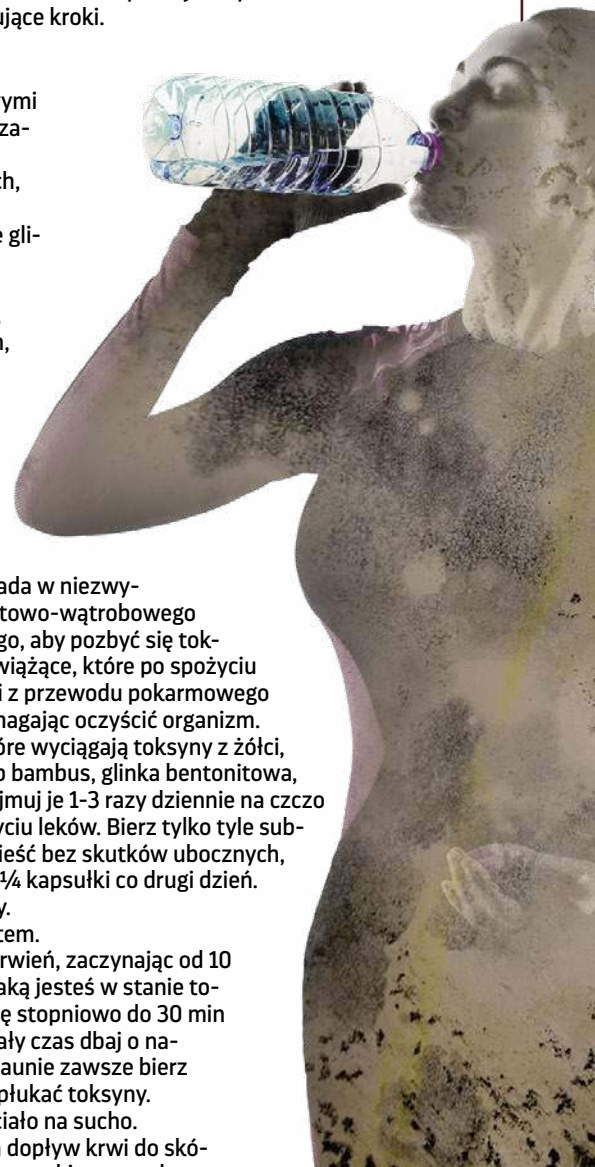 ujące kroki.
ymi
za-
ch,
e gli-
n,
ada w niezwy-
towo-wątrobowego
go, aby pozbyć się tok-
wiążące, które po spożyciu
i z przewodu pokarmowego
magając oczyścić organizm.
óre wyciągają toksyny z żółci,
o bambus, glinka bentonitowa,
jmuj je 1-3 razy dziennie na czczo
yciu leków. Bierz tylko tyle sub-
ieść bez skutków ubocznych,
¼ kapsułki co drugi dzień.
y.
tem.
rwień, zaczynając od 10
aką jesteś w stanie to-
ę stopniowo do 30 min
ały czas dbaj o na-
aunie zawsze bierz
płukać toksyny.
ciało na sucho.
a dopływ krwi do skó-